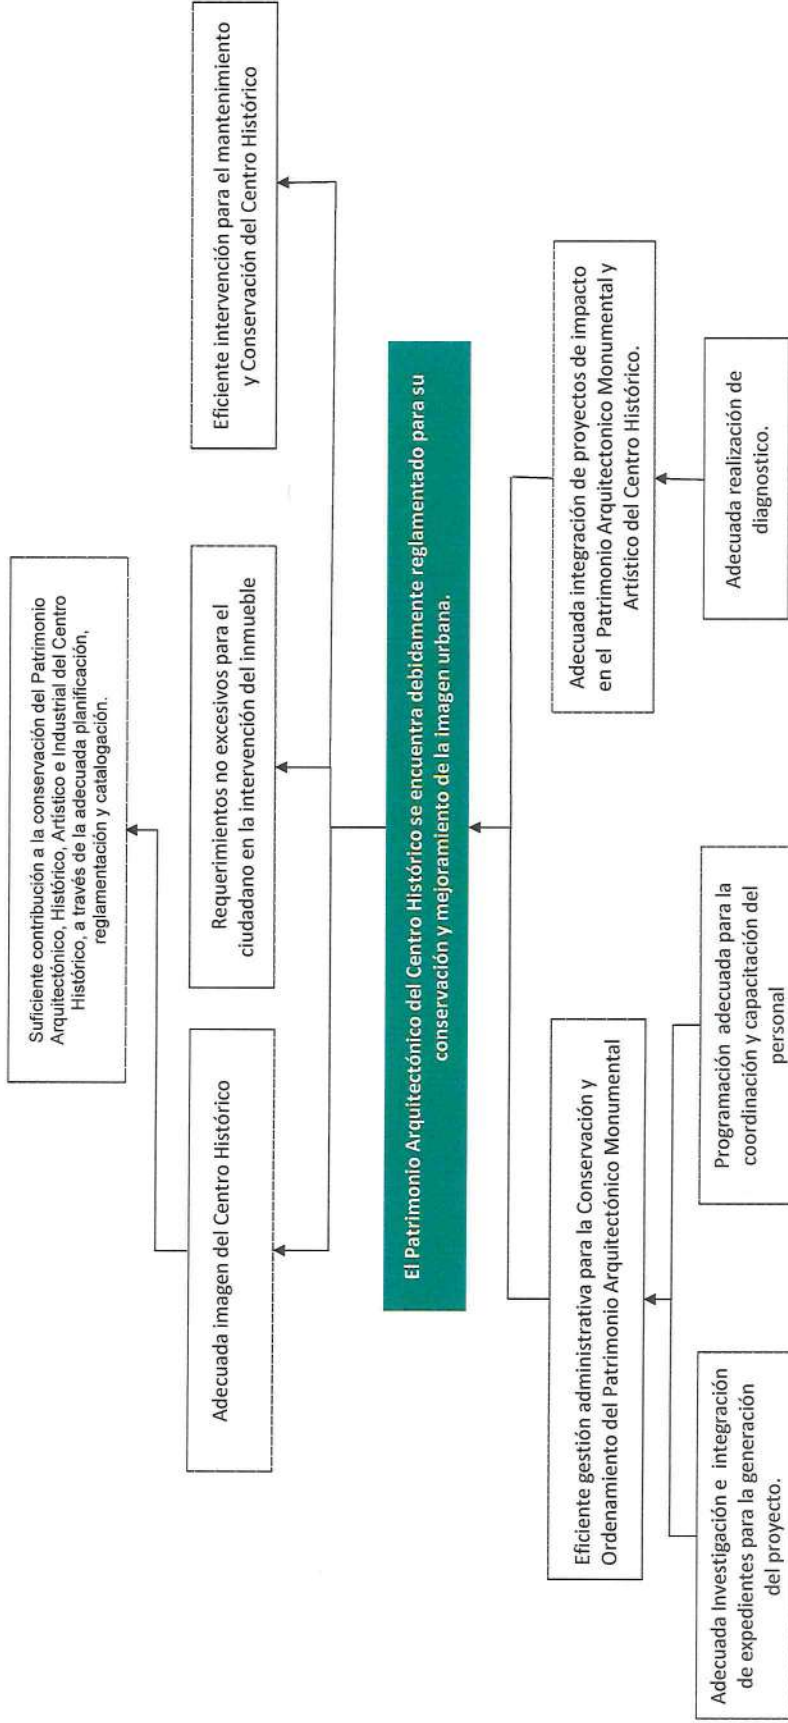 Suficiente contribución a la conservación del Patrimonio
Arquitectónico, Histórico, Artístico e Industrial del Centro
Histórico, a través de la adecuada planificación,
reglamentación y catalogación.
Adecuada imagen del Centro Histórico
Requerimientos no excesivos para el
ciudadano en la intervención del inmueble
Eficiente intervención para el mantenimiento
y Conservación del Centro Histórico
El Patrimonio Arquitectónico del Centro Histórico se encuentra debidamente reglamentado para su
conservación y mejoramiento de la imagen urbana.
Eficiente gestión administrativa para la Conservación y
Ordenamiento del Patrimonio Arquitectónico Monumental
Adecuada integración de proyectos de impacto
en el Patrimonio Arquitectonico Monumental y
Artístico del Centro Histórico.
Adecuada Investigación e integración
de expedientes para la generación
del proyecto.
Programación adecuada para la
coordinación y capacitación del
personal
Adecuada realización de
diagnostico.